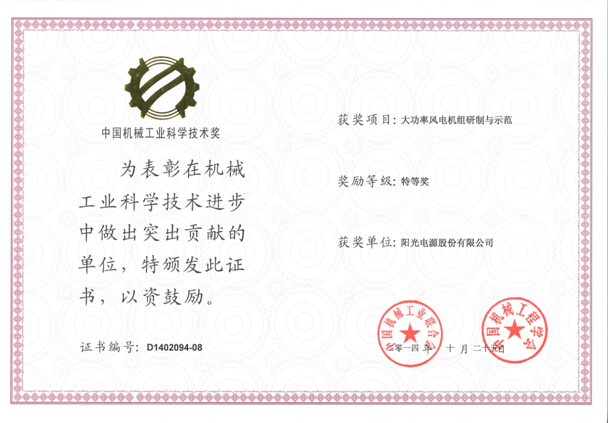 中国机械工业科学技术奖
为表彰在机械
工业科学技术进步
中做出突出贡献的
单位，特颁发此证
书，以资鼓励。
证书编号：D1402094-08
获奖项目：大功率风电机组研制与示范
奖励等级：特等奖
获奖单位：阳光电源股份有限公司
中国机械工业联合会
中国机械工程学会
二零一四年 十月二十五日